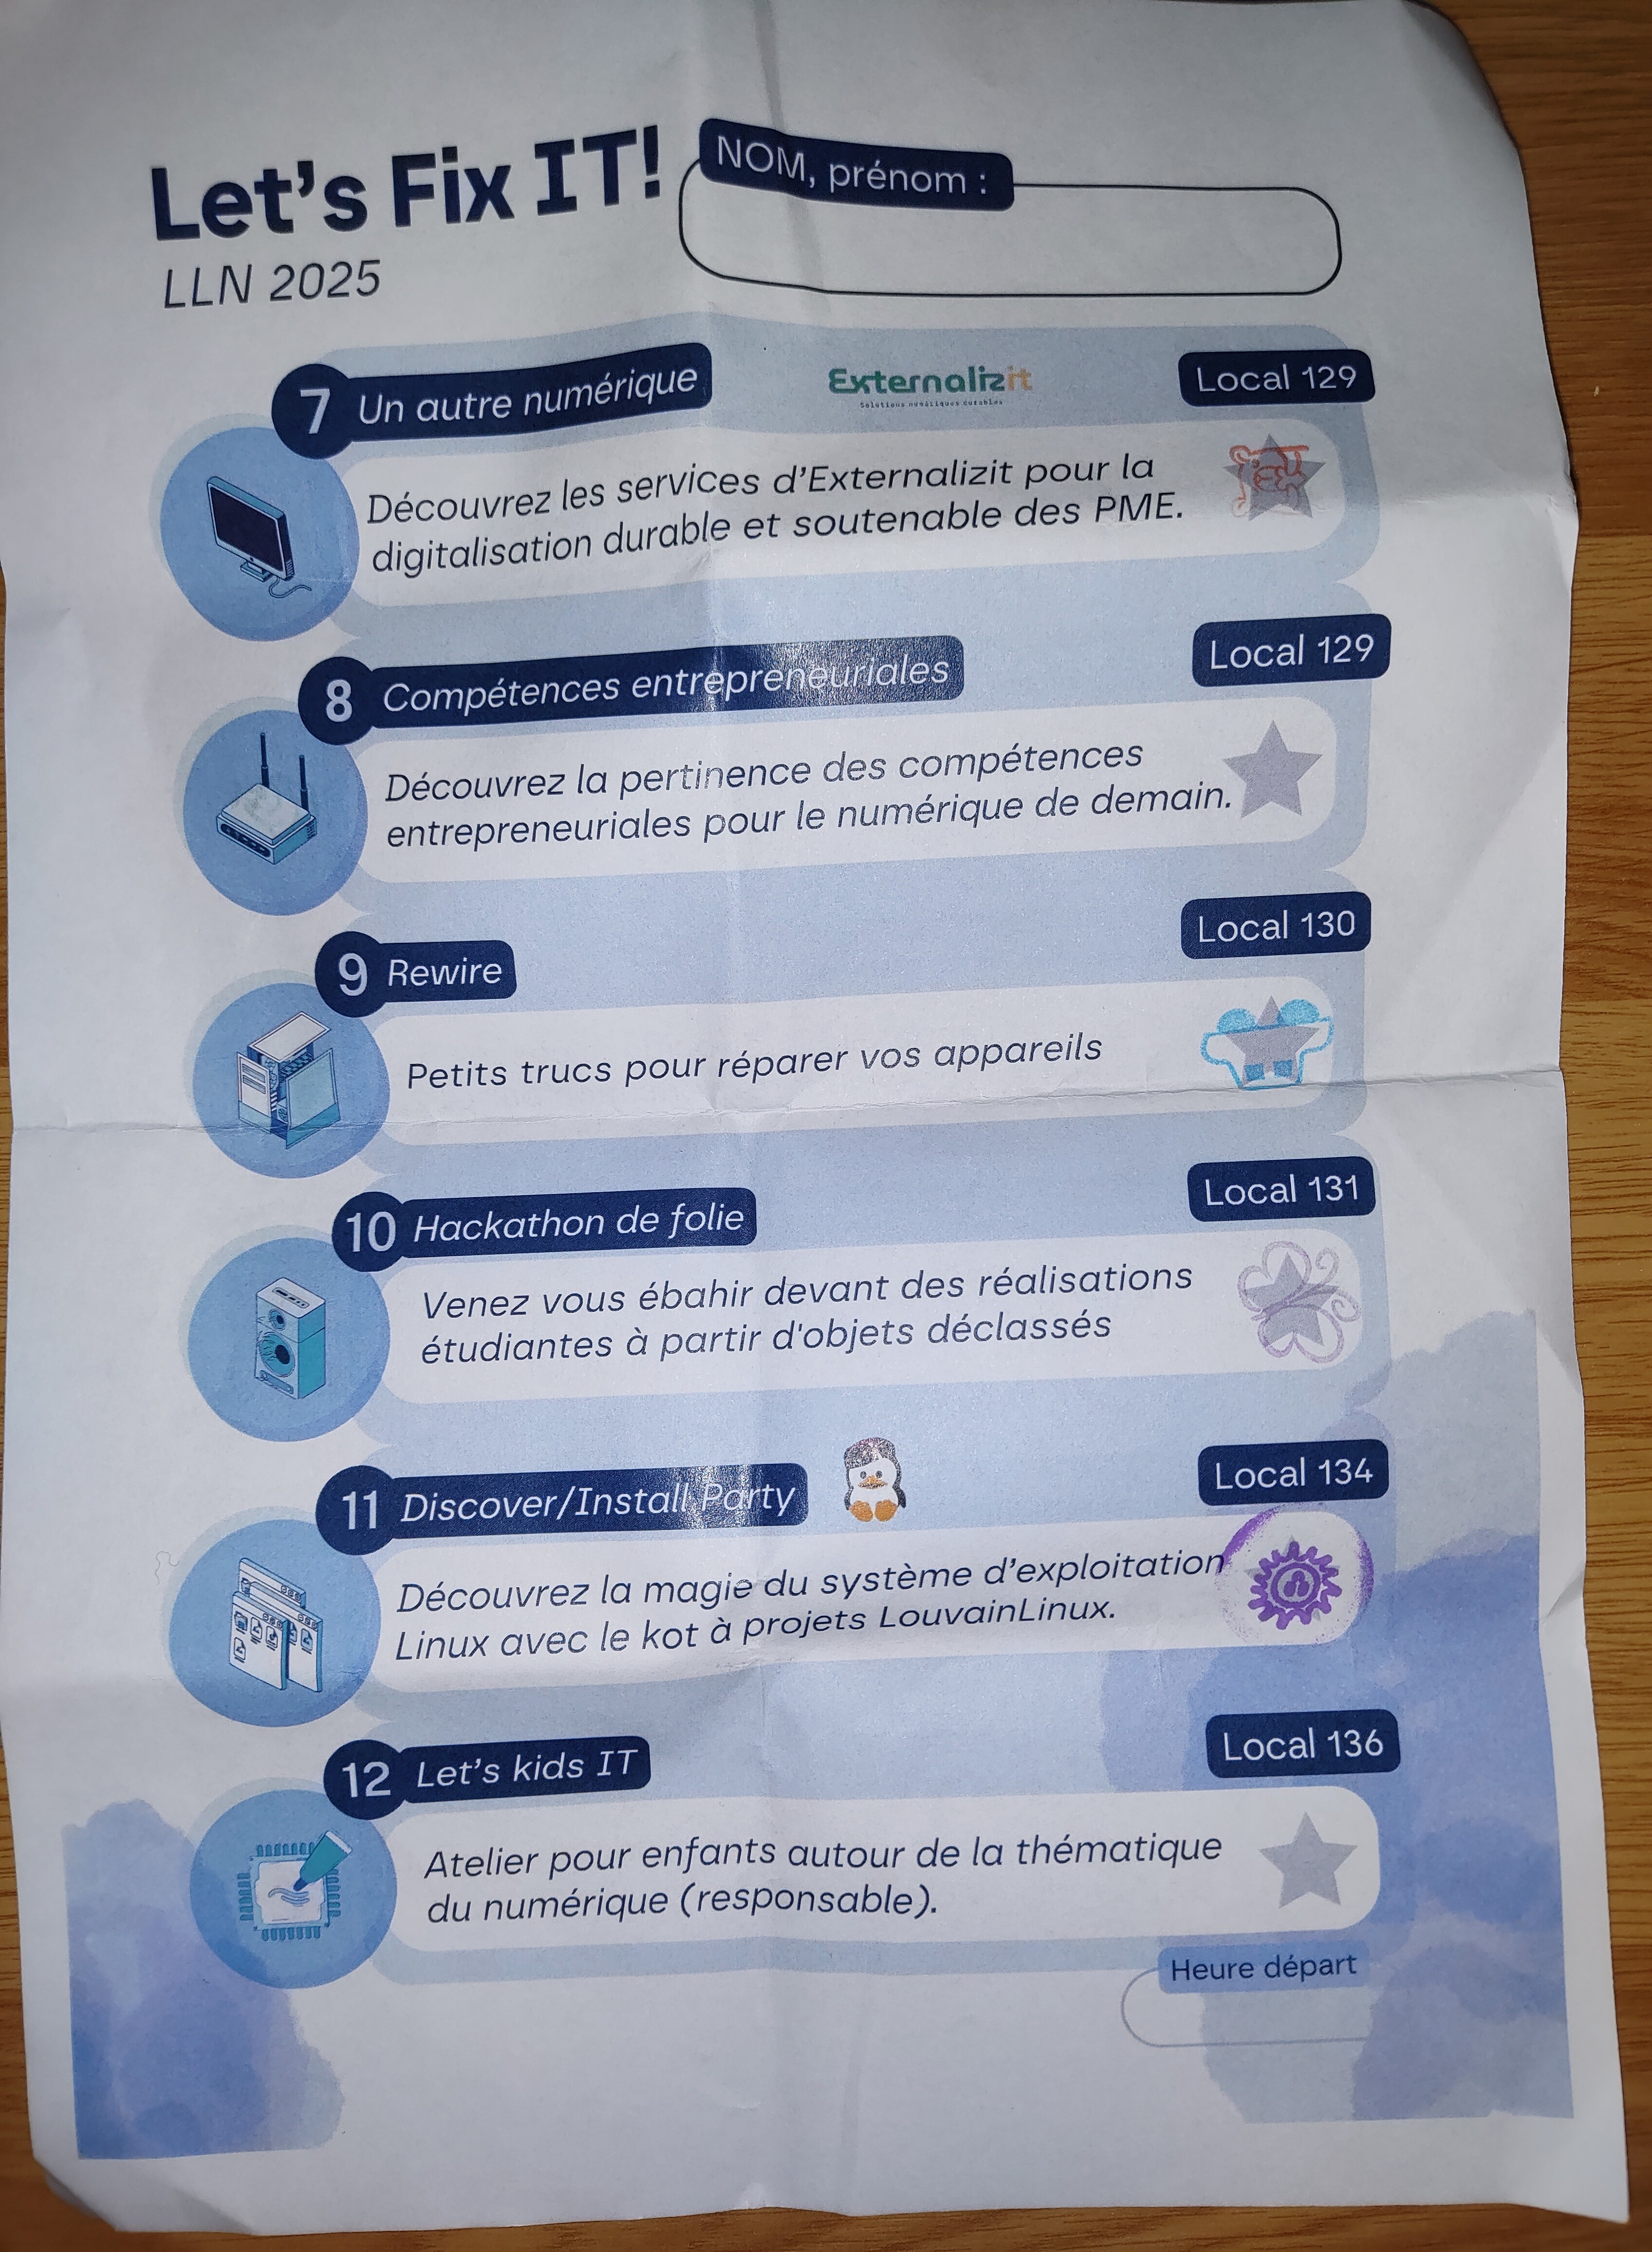 Let's Fix IT!
LLN 2025
NOM, prénom :
7 Un autre numérique
Externalizit
Solutions numériques durables
Local 129
Découvrez les services d'Externalizit pour la
digitalisation durable et soutenable des PME.
8 Compétences entrepreneuriales
Local 129
Découvrez la pertinence des compétences
entrepreneuriales pour le numérique de demain.
9 Rewire
Local 130
Petits trucs pour réparer vos appareils
10 Hackathon de folie
Local 131
Venez vous ébahir devant des réalisations
étudiantes à partir d'objets déclassés
11 Discover/Install Party
Local 134
Découvrez la magie du système d'exploitation
Linux avec le kot à projets LouvainLinux.
12 Let's kids IT
Local 136
Atelier pour enfants autour de la thématique
du numérique (responsable).
Heure départ